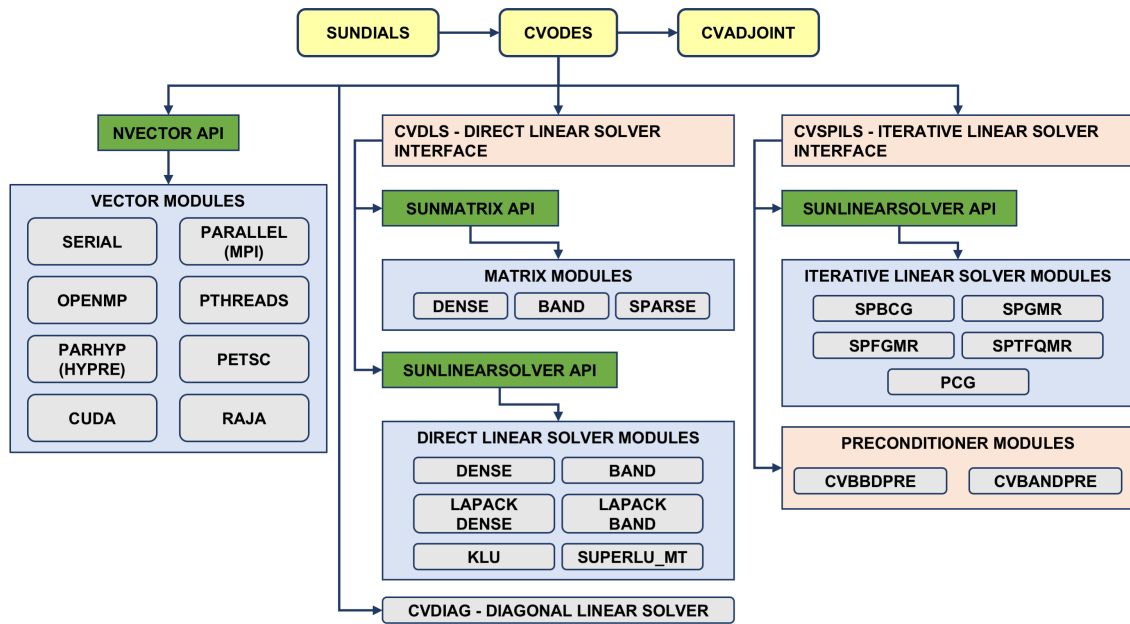 SUNDIALS
CVODES
CVADJOINT
NVECTOR API
VECTOR MODULES
SERIAL
PARALLEL
(MPI)
OPENMP
PTHREADS
PARHYP
(HYPRE)
PETSC
CUDA
RAJA
CVDLS - DIRECT LINEAR SOLVER
INTERFACE
SUNMATRIX API
MATRIX MODULES
DENSE
BAND
SPARSE
SUNLINEARSOLVER API
DIRECT LINEAR SOLVER MODULES
DENSE
BAND
LAPACK
DENSE
LAPACK
BAND
KLU
SUPERLU_MT
CVDIAG - DIAGONAL LINEAR SOLVER
CVSPILS - ITERATIVE LINEAR SOLVER
INTERFACE
SUNLINEARSOLVER API
ITERATIVE LINEAR SOLVER MODULES
SPBCG
SPGMR
SPFGMR
SPTFQMR
PCG
PRECONDITIONER MODULES
CVBBDPRE
CVBANDPRE